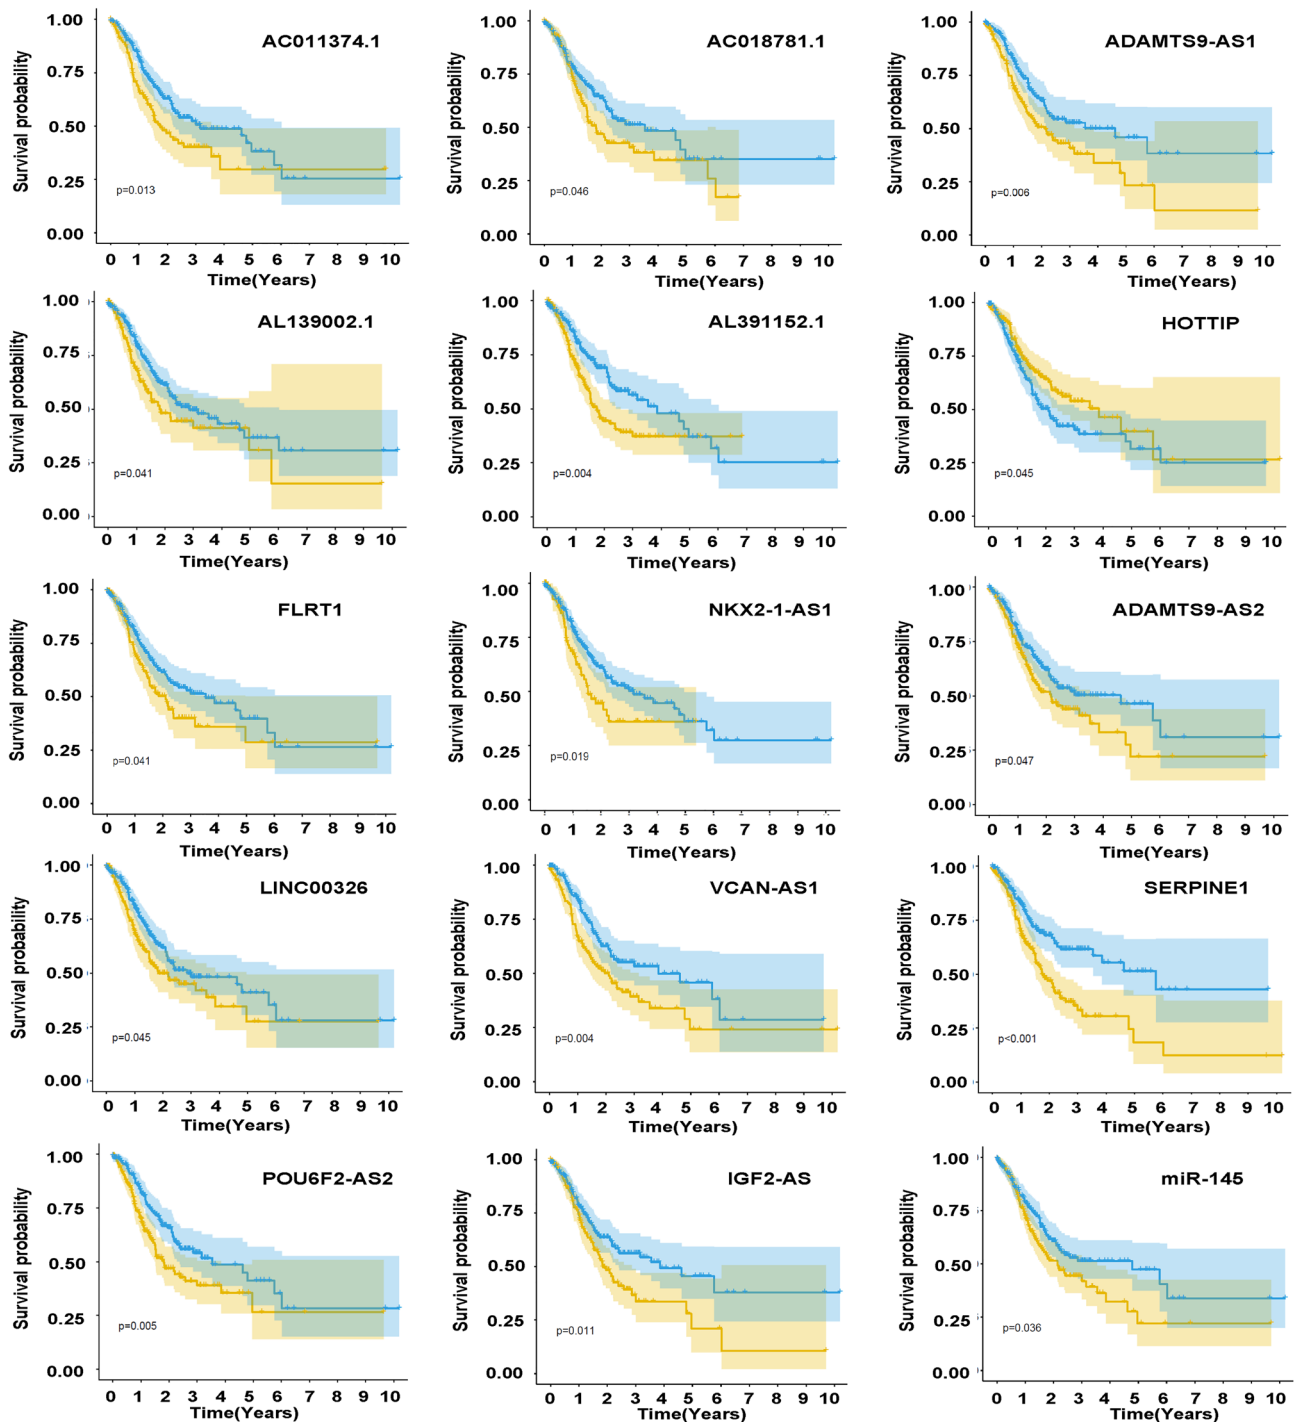 AC011374.1
Survival probability
1.00
0.75
0.50
0.25
0.00
p=0.013
0 1 2 3 4 5 6 7 8 9 10
Time(Years)
AC018781.1
Survival probability
1.00
0.75
0.50
0.25
0.00
p=0.046
0 1 2 3 4 5 6 7 8 9 10
Time(Years)
ADAMTS9-AS1
Survival probability
1.00
0.75
0.50
0.25
0.00
p=0.006
0 1 2 3 4 5 6 7 8 9 10
Time(Years)
AL139002.1
Survival probability
1.00
0.75
0.50
0.25
0.00
p=0.041
0 1 2 3 4 5 6 7 8 9 10
Time(Years)
AL391152.1
Survival probability
1.00
0.75
0.50
0.25
0.00
p=0.004
0 1 2 3 4 5 6 7 8 9 10
Time(Years)
HOTTIP
Survival probability
1.00
0.75
0.50
0.25
0.00
p=0.045
0 1 2 3 4 5 6 7 8 9 10
Time(Years)
FLRT1
Survival probability
1.00
0.75
0.50
0.25
0.00
p=0.041
0 1 2 3 4 5 6 7 8 9 10
Time(Years)
NKX2-1-AS1
Survival probability
1.00
0.75
0.50
0.25
0.00
p=0.019
0 1 2 3 4 5 6 7 8 9 10
Time(Years)
ADAMTS9-AS2
Survival probability
1.00
0.75
0.50
0.25
0.00
p=0.047
0 1 2 3 4 5 6 7 8 9 10
Time(Years)
LINC00326
Survival probability
1.00
0.75
0.50
0.25
0.00
p=0.045
0 1 2 3 4 5 6 7 8 9 10
Time(Years)
VCAN-AS1
Survival probability
1.00
0.75
0.50
0.25
0.00
p=0.004
0 1 2 3 4 5 6 7 8 9 10
Time(Years)
SERPINE1
Survival probability
1.00
0.75
0.50
0.25
0.00
p<0.001
0 1 2 3 4 5 6 7 8 9 10
Time(Years)
POU6F2-AS2
Survival probability
1.00
0.75
0.50
0.25
0.00
p=0.005
0 1 2 3 4 5 6 7 8 9 10
Time(Years)
IGF2-AS
Survival probability
1.00
0.75
0.50
0.25
0.00
p=0.011
0 1 2 3 4 5 6 7 8 9 10
Time(Years)
miR-145
Survival probability
1.00
0.75
0.50
0.25
0.00
p=0.036
0 1 2 3 4 5 6 7 8 9 10
Time(Years)